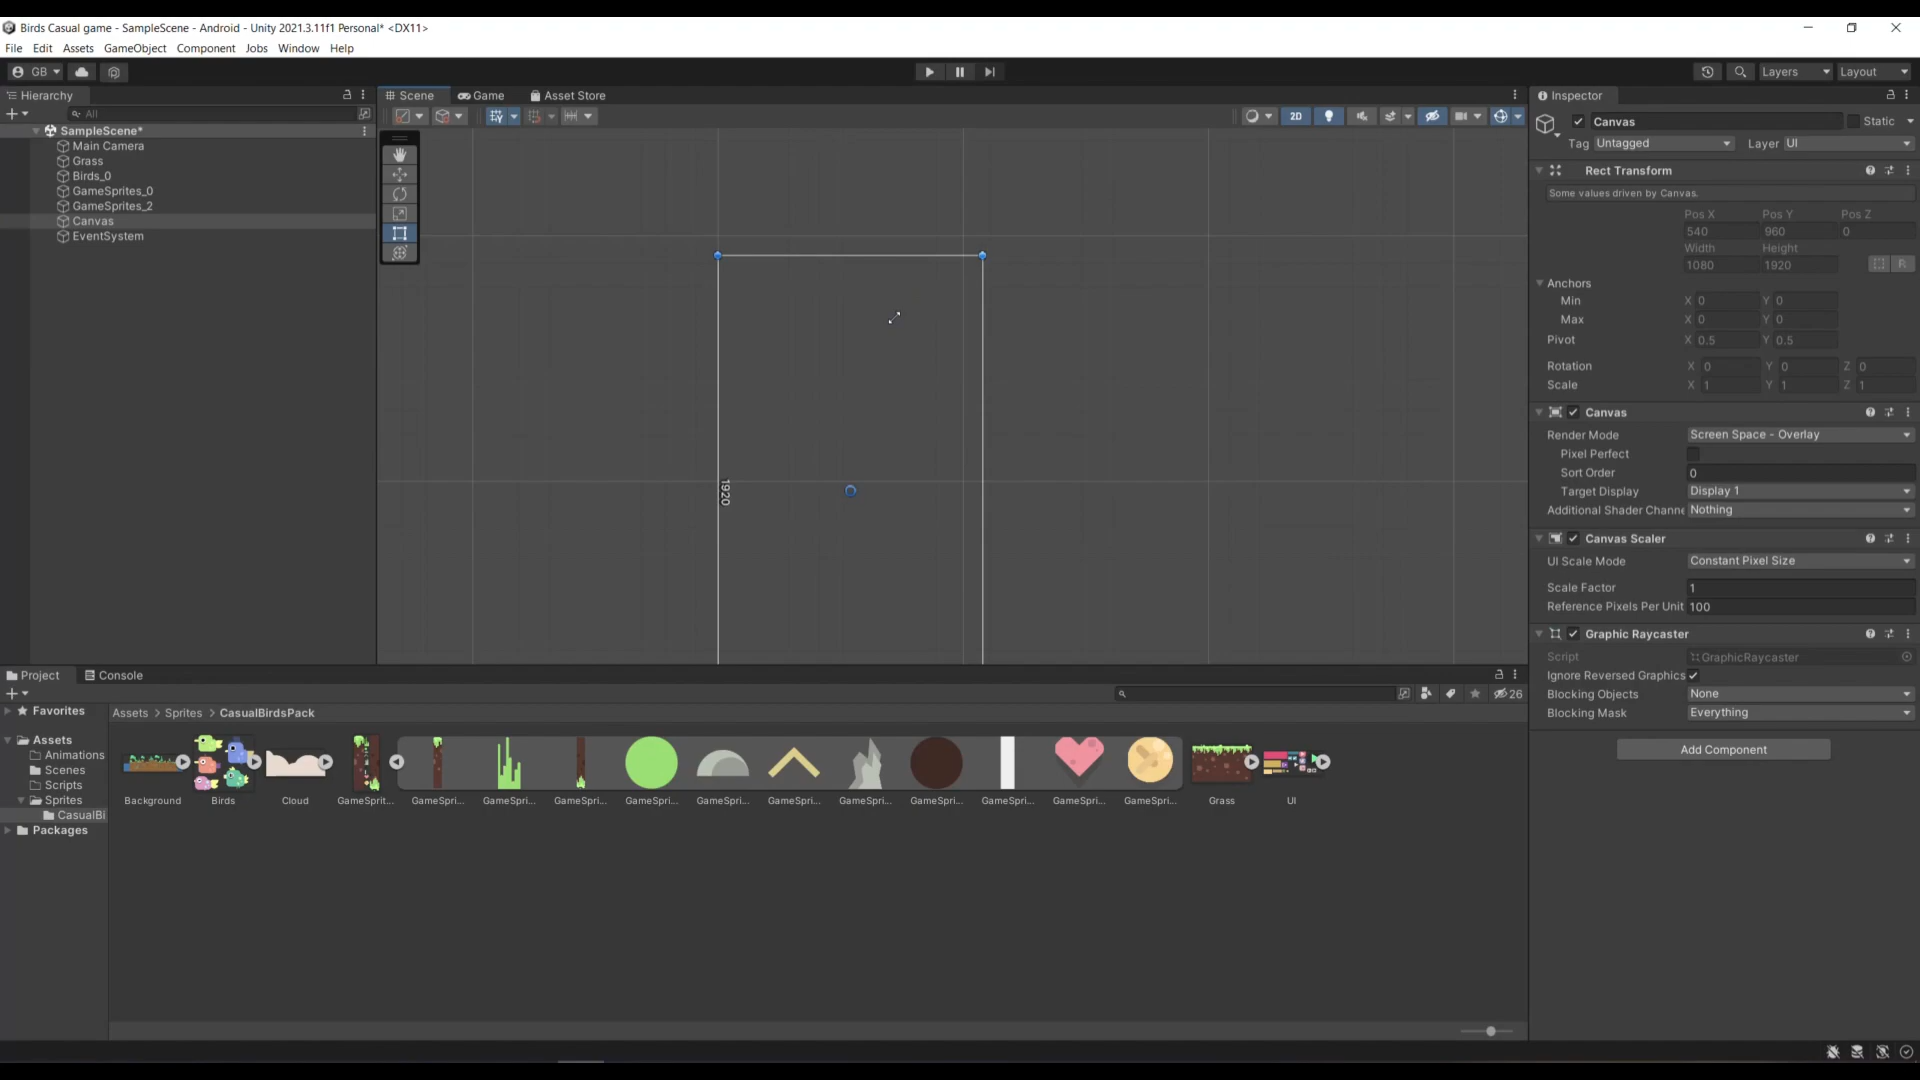 Birds Casual game - SampleScene - Android - Unity 2021.3.11f1 Personal* <DX11>
File Edit Assets GameObject Component Jobs Window Help
GB
Layers Layout
Hierarchy
All
SampleScene*
Main Camera
Grass
Birds_0
GameSprites_0
GameSprites_2
Canvas
EventSystem
Scene Game Asset Store
2D
1920
Inspector
Canvas Static
Tag Untagged Layer UI
Rect Transform
Some values driven by Canvas.
Pos X Pos Y Pos Z
540 960 0
Width Height
1080 1920 R
Anchors
Min X 0 Y 0
Max X 0 Y 0
Pivot X 0.5 Y 0.5
Rotation X 0 Y 0 Z 0
Scale X 1 Y 1 Z 1
Canvas
Render Mode Screen Space - Overlay
Pixel Perfect
Sort Order 0
Target Display Display 1
Additional Shader Channe Nothing
Canvas Scaler
UI Scale Mode Constant Pixel Size
Scale Factor 1
Reference Pixels Per Unit 100
Graphic Raycaster
Script GraphicRaycaster
Ignore Reversed Graphics
Blocking Objects None
Blocking Mask Everything
Add Component
Project Console
26
Favorites
Assets
Animations
Scenes
Scripts
Sprites
CasualBi
Packages
Assets > Sprites > CasualBirdsPack
Background Birds Cloud GameSprit... GameSpri... GameSpri... GameSpri... GameSpri... GameSpri... GameSpri... GameSpri... GameSpri... GameSpri... GameSpri... GameSpri... Grass UI